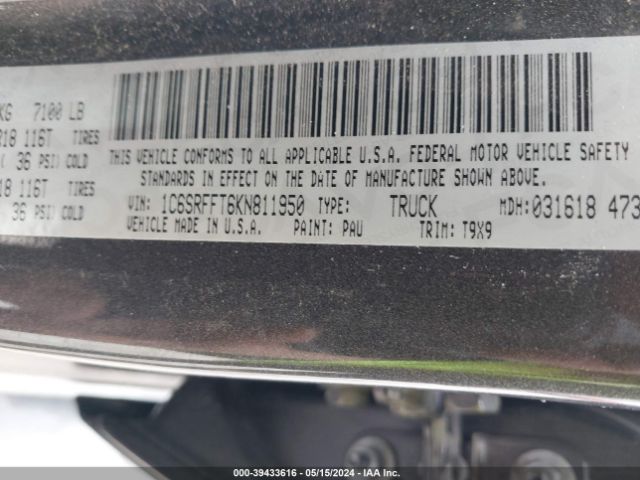 KG 7100 LB
R18 116T TIRES
( 36 PSI) COLD
18 116T TIRES
36 PSI) COLD
THIS VEHICLE CONFORMS TO ALL APPLICABLE U.S.A. FEDERAL MOTOR VEHICLE SAFETY
STANDARDS IN EFFECT ON THE DATE OF MANUFACTURE SHOWN ABOVE.
VIN: 1C6SRFFT6KN811950 TYPE: TRUCK MDH:031618 473
VEHICLE MADE IN U.S.A. PAINT: PAU TRIM: T9X9
000-39433616 - 05/15/2024 - IAA Inc.